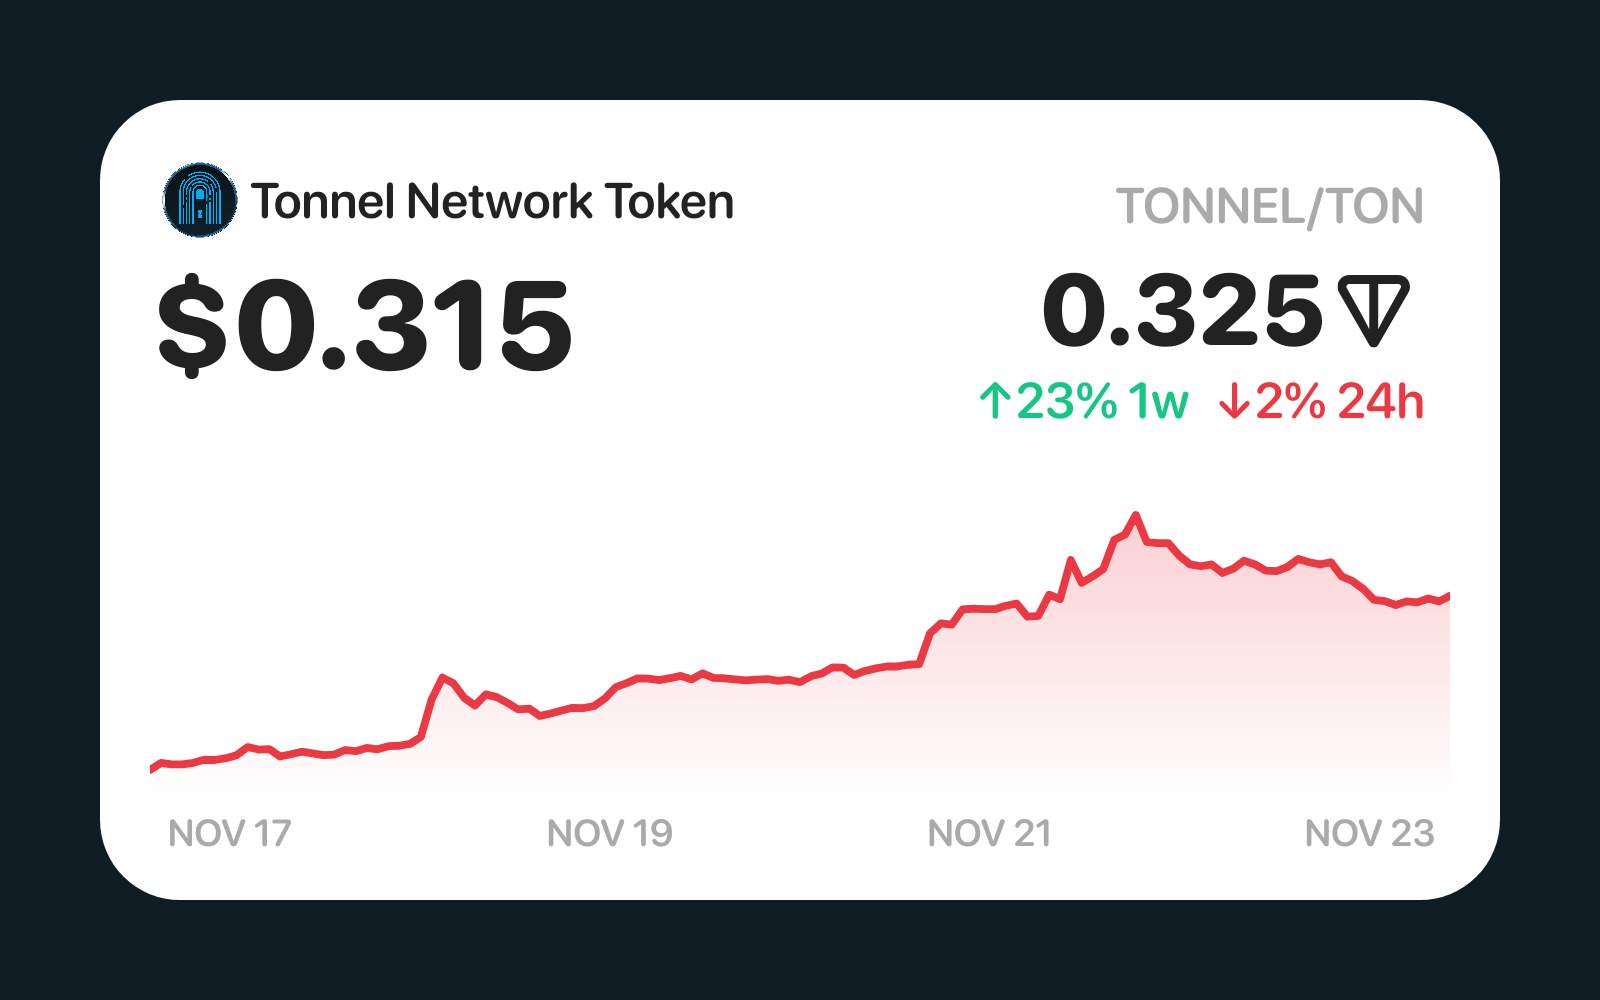 Tonnel Network Token
TONNEL/TON
$0.315
0.325
↑23% 1w ↓2% 24h
NOV 17 NOV 19 NOV 21 NOV 23